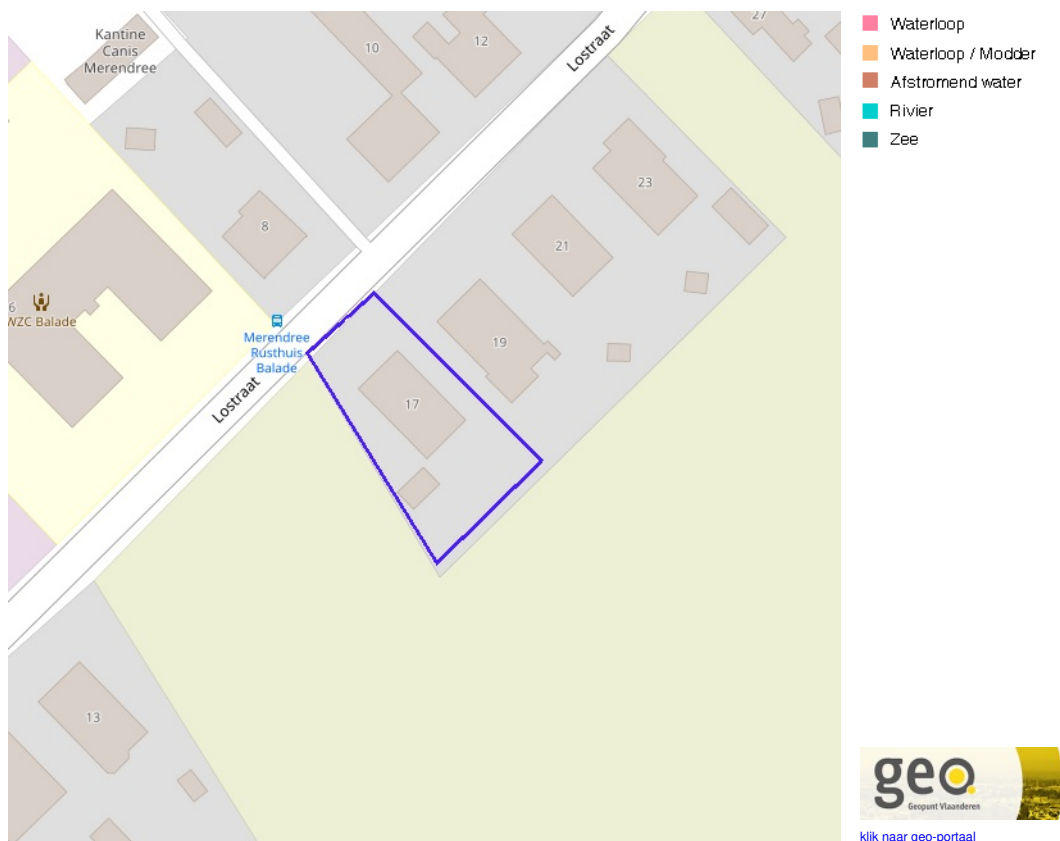 Kantine
Canis
Merendree
10
12
27
Lostraat
8
23
21
6
WZC Balade
Merendree
Rusthuis
Balade
19
17
Lostraat
13
Waterloop
Waterloop / Modder
Afstromend water
Rivier
Zee
geo
Geopunt Vlaanderen
klik naar geo-portaal